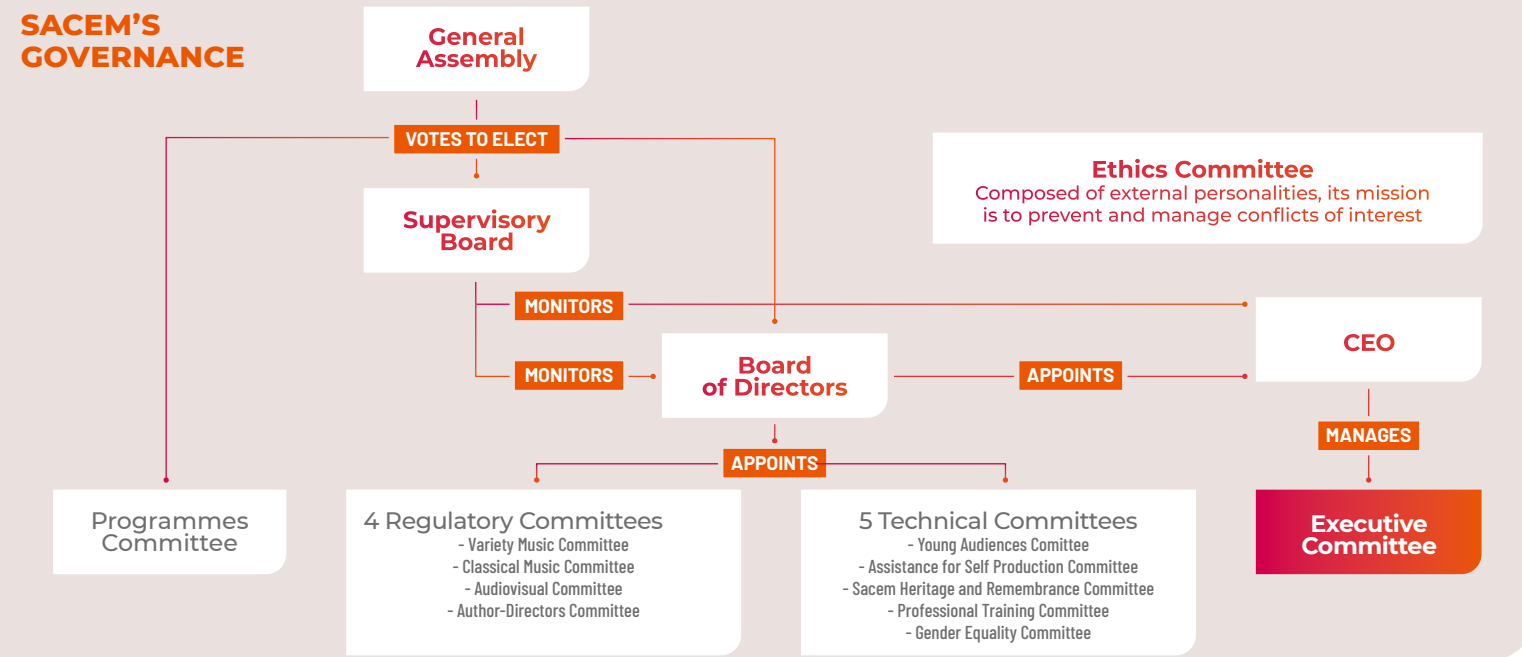 SACEM’S
GOVERNANCE
General
Assembly
VOTES TO ELECT
Ethics Committee
Composed of external personalities, its mission
is to prevent and manage conflicts of interest
Supervisory
Board
MONITORS
CEO
MONITORS
Board
of Directors
APPOINTS
MANAGES
APPOINTS
Programmes
Committee
4 Regulatory Committees
- Variety Music Committee
- Classical Music Committee
- Audiovisual Committee
- Author-Directors Committee
5 Technical Committees
- Young Audiences Comittee
- Assistance for Self Production Committee
- Sacem Heritage and Remembrance Committee
- Professional Training Committee
- Gender Equality Committee
Executive
Committee